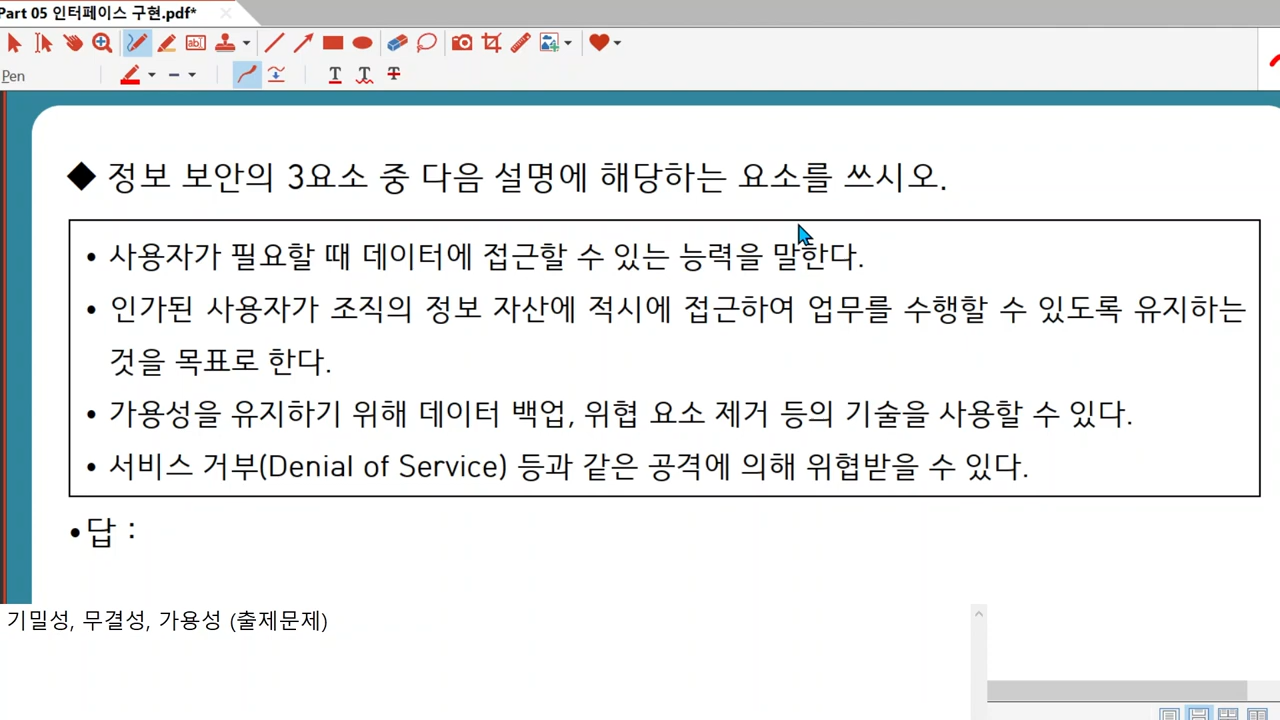 Part 05 인터페이스 구현.pdf*
Pen
◆ 정보 보안의 3요소 중 다음 설명에 해당하는 요소를 쓰시오.
• 사용자가 필요할 때 데이터에 접근할 수 있는 능력을 말한다.
• 인가된 사용자가 조직의 정보 자산에 적시에 접근하여 업무를 수행할 수 있도록 유지하는
것을 목표로 한다.
• 가용성을 유지하기 위해 데이터 백업, 위협 요소 제거 등의 기술을 사용할 수 있다.
• 서비스 거부(Denial of Service) 등과 같은 공격에 의해 위협받을 수 있다.
•답 :
기밀성, 무결성, 가용성 (출제문제)